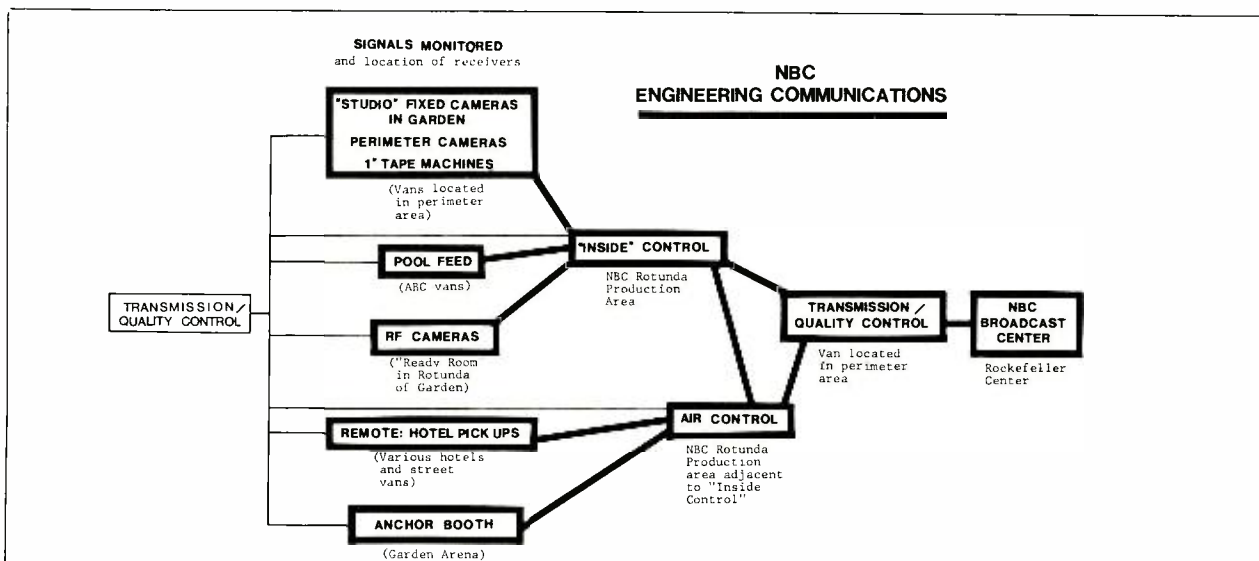 SIGNALS MONITORED
and location of receivers
NBC
ENGINEERING COMMUNICATIONS
"STUDIO" FIXED CAMERAS
IN GARDEN
PERIMETER CAMERAS
1" TAPE MACHINES
(Vans located
in perimeter
area)
"INSIDE" CONTROL
NBC Rotunda
Production
Area
POOL FEED
(ABC vans)
TRANSMISSION/
QUALITY CONTROL
RF CAMERAS
("Ready Room
in Rotunda
of Garden)
TRANSMISSION /
QUALITY CONTROL
Van located
in perimeter
area
NBC
BROADCAST
CENTER
Rockefeller
Center
AIR CONTROL
NBC Rotunda
Production
area adjacent
to "Inside
Control"
REMOTE: HOTEL PICK UPS
(Various hotels
and street
vans)
ANCHOR BOOTH
(Garden Arena)